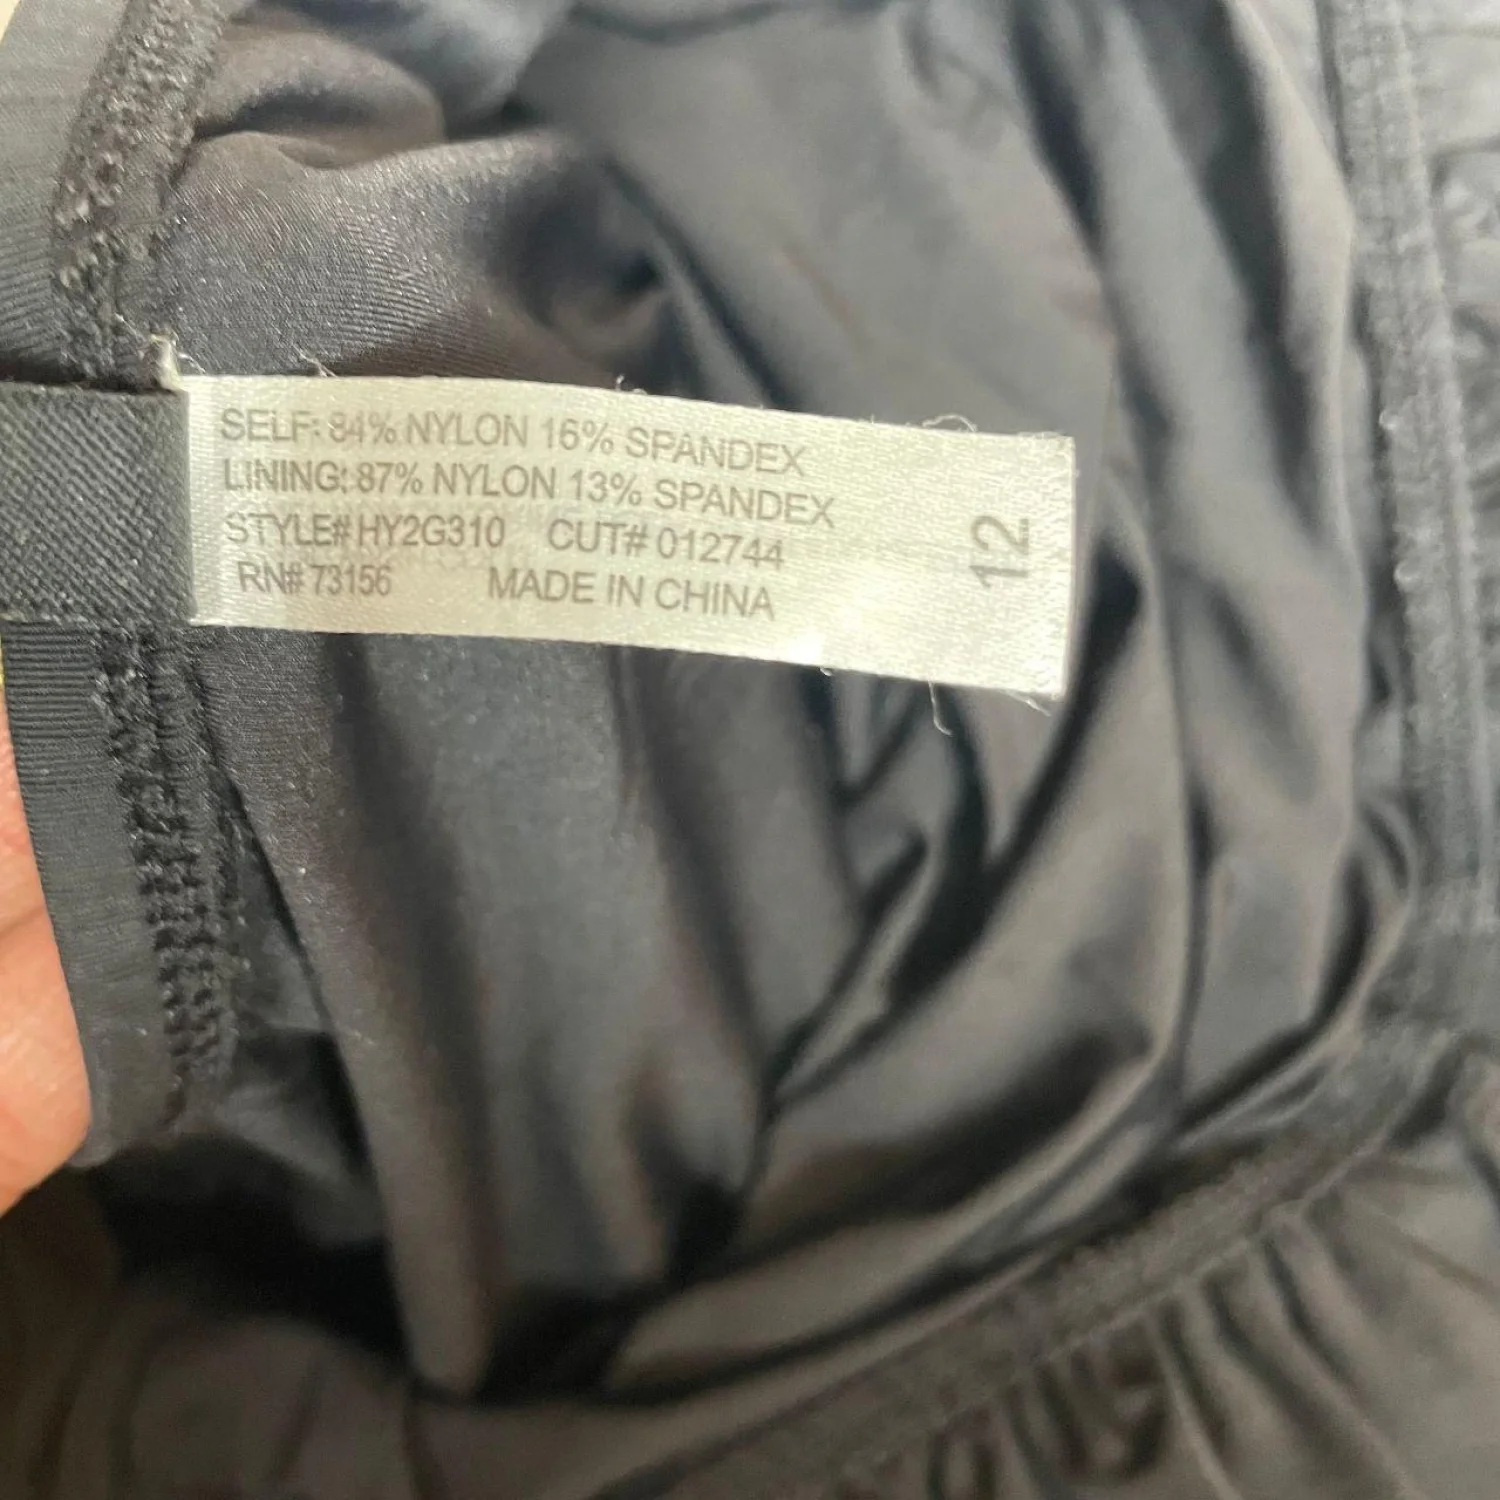 SELF: 84% NYLON 16% SPANDEX
LINING: 87% NYLON 13% SPANDEX
STYLE# HY2G310 CUT# 012744
RN# 73156 MADE IN CHINA
12